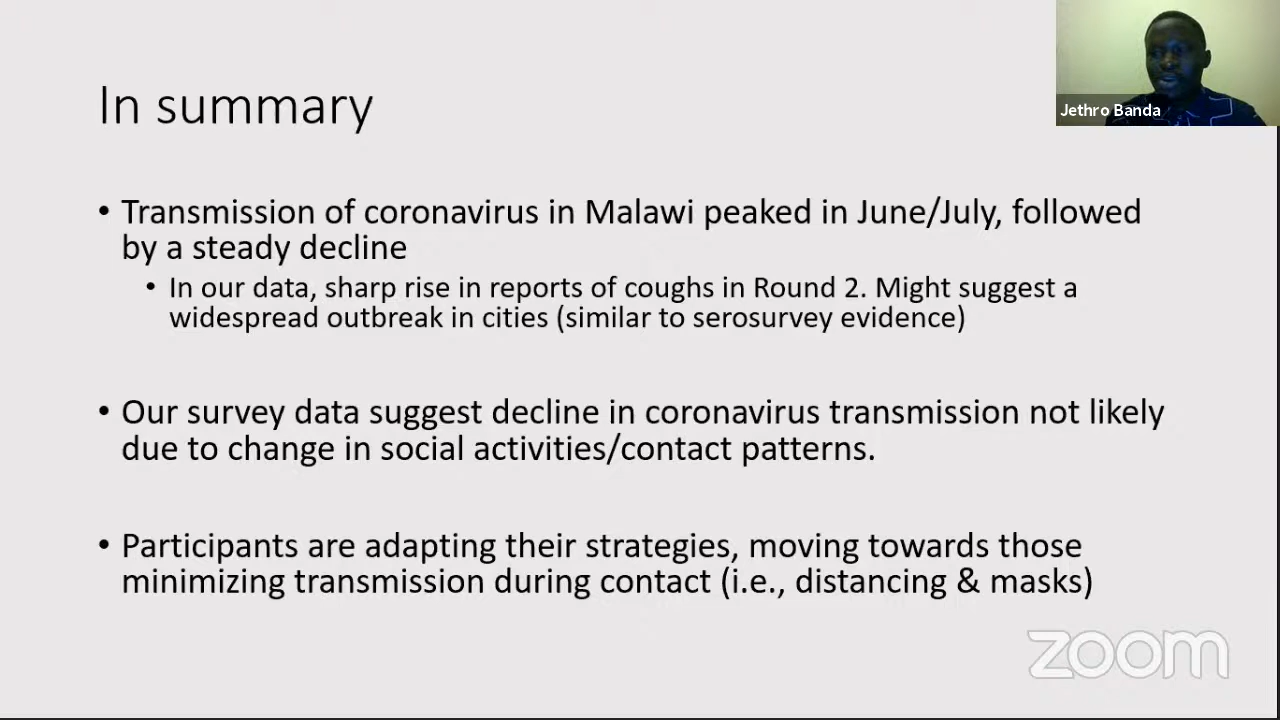 In summary
Jethro Banda
• Transmission of coronavirus in Malawi peaked in June/July, followed
by a steady decline
• In our data, sharp rise in reports of coughs in Round 2. Might suggest a
widespread outbreak in cities (similar to serosurvey evidence)
• Our survey data suggest decline in coronavirus transmission not likely
due to change in social activities/contact patterns.
• Participants are adapting their strategies, moving towards those
minimizing transmission during contact (i.e., distancing & masks)
zoom